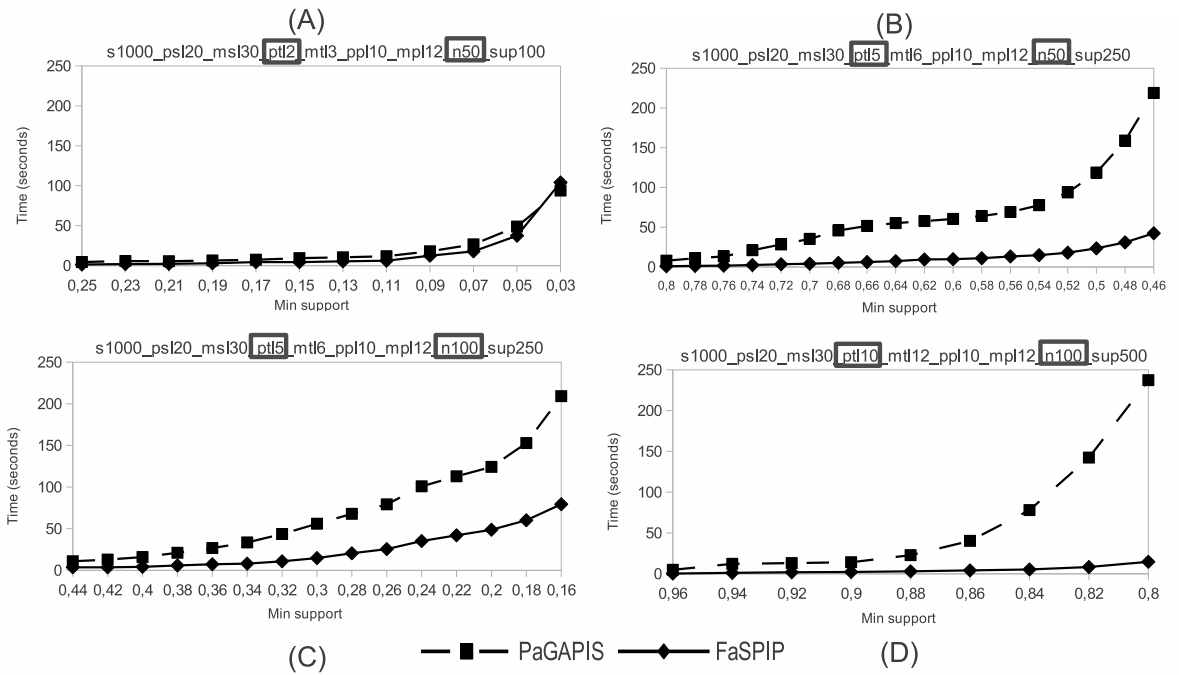 (A)
s1000_psl20_msl30_ptl2_mtl3_ppl10_mpl12_n50_sup100
250
200
150
100
50
0
Time (seconds)
0,25 0,23 0,21 0,19 0,17 0,15 0,13 0,11 0,09 0,07 0,05 0,03
Min support
(B)
s1000_psl20_msl30_ptl5_mtl6_ppl10_mpl12_n50_sup250
250
200
150
100
50
0
Time (seconds)
0,8 0,78 0,76 0,74 0,72 0,7 0,68 0,66 0,64 0,62 0,6 0,58 0,56 0,54 0,52 0,5 0,48 0,46
Min support
s1000_psl20_msl30_ptl5_mtl6_ppl10_mpl12_n100_sup250
250
200
150
100
50
0
Time (seconds)
0,44 0,42 0,4 0,38 0,36 0,34 0,32 0,3 0,28 0,26 0,24 0,22 0,2 0,18 0,16
Min support
(C)
s1000_psl20_msl30_ptl10_mtl12_ppl10_mpl12_n100_sup500
250
200
150
100
50
0
Time (seconds)
0,96 0,94 0,92 0,9 0,88 0,86 0,84 0,82 0,8
Min support
(D)
PaGAPIS FaSPIP